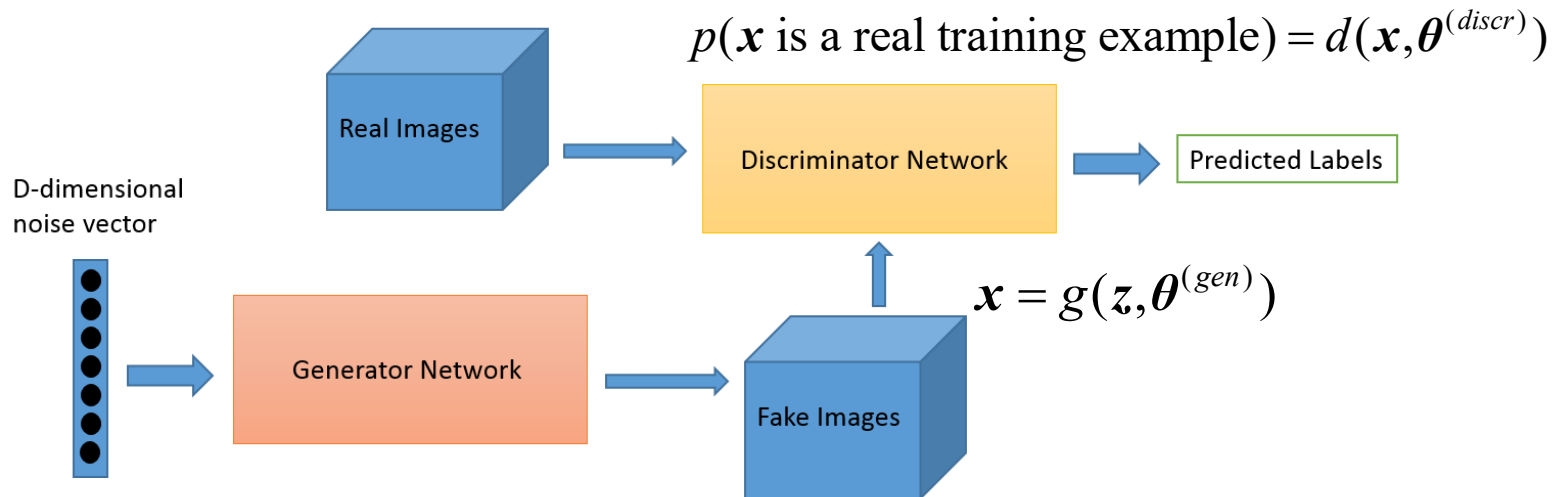 p(x is a real training example) = d(x,θ^(discr))
Real Images
Discriminator Network
Predicted Labels
D-dimensional
noise vector
x = g(z,θ^(gen))
Generator Network
Fake Images